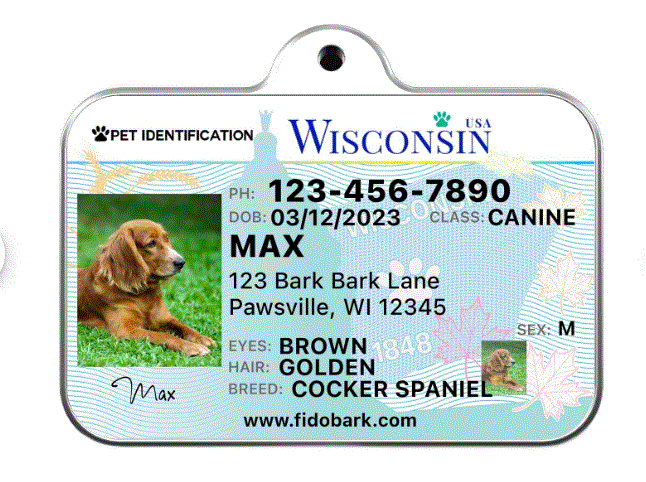 PET IDENTIFICATION
WISCONSIN USA
PH: 123-456-7890
DOB: 03/12/2023 CLASS: CANINE
WISCONSIN
MAX
123 Bark Bark Lane
Pawsville, WI 12345
SEX: M
EYES: BROWN
1848
HAIR: GOLDEN
BREED: COCKER SPANIEL
Max
www.fidobark.com